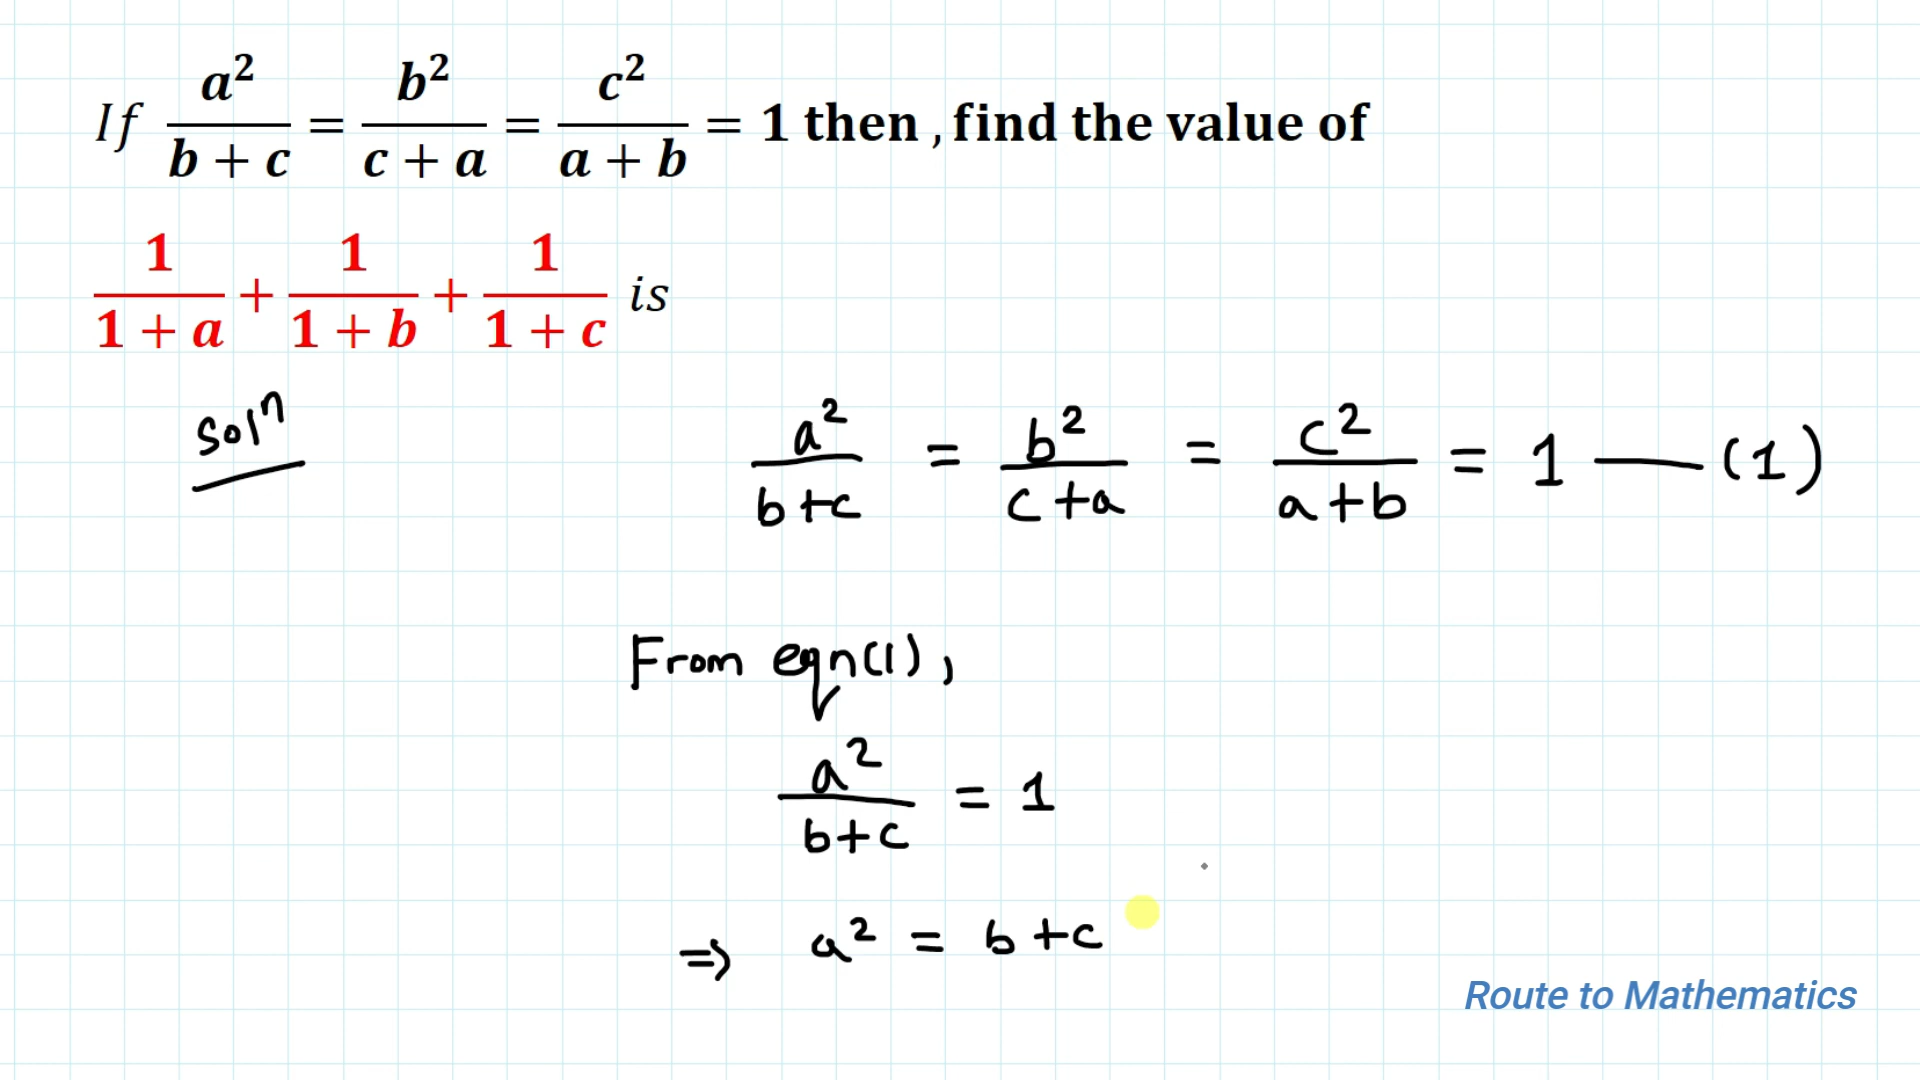 If a²/(b + c) = b²/(c + a) = c²/(a + b) = 1 then , find the value of
1/(1 + a) + 1/(1 + b) + 1/(1 + c) is
Solⁿ
a²/(b+c) = b²/(c+a) = c²/(a+b) = 1 — (1)
From eqn(1),
a²/(b+c) = 1
⇒ a² = b+c
Route to Mathematics